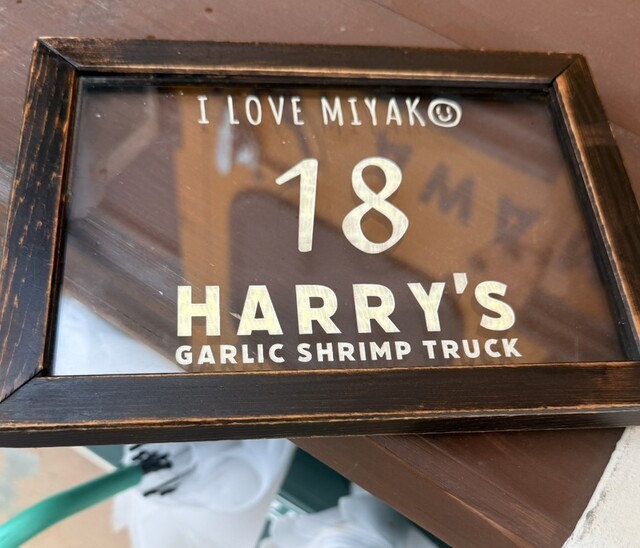 I LOVE MIYAKO
18
HARRY'S
GARLIC SHRIMP TRUCK